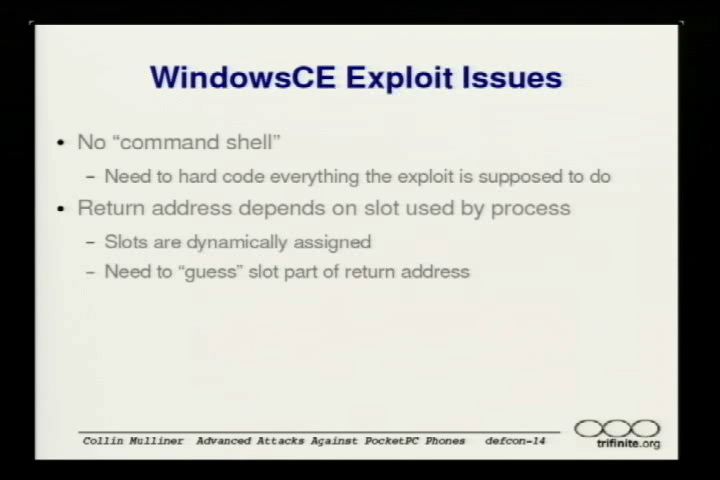 WindowsCE Exploit Issues
• No “command shell”
– Need to hard code everything the exploit is supposed to do
• Return address depends on slot used by process
– Slots are dynamically assigned
– Need to “guess” slot part of return address
Collin Mulliner Advanced Attacks Against PocketPC Phones defcon-14
trifinite.org